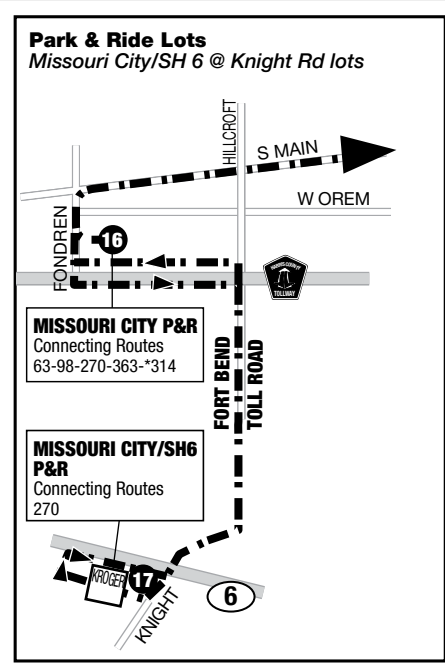 Park & Ride Lots
Missouri City/SH 6 @ Knight Rd lots
HILLCROFT
S MAIN
W OREM
FONDREN
16
MISSOURI CITY P&R
Connecting Routes
63-98-270-363-*314
FORT BEND
TOLL ROAD
TOLLWAY
MISSOURI CITY/SH6
P&R
Connecting Routes
270
KROGER
17
KNIGHT
6